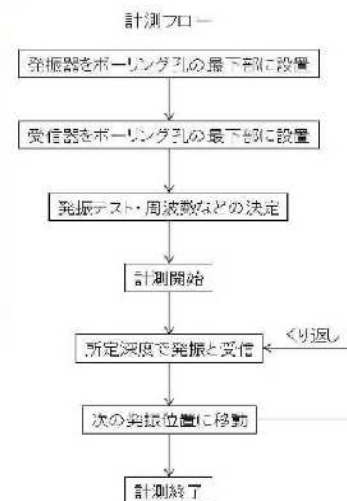 計測フロー
発振器をボーリング孔の最下部に設置
受信器をボーリング孔の最下部に設置
発振テスト・周波数などの決定
計測開始
所定深度で発振と受信
くり返し
次の発振位置に移動
計測終了